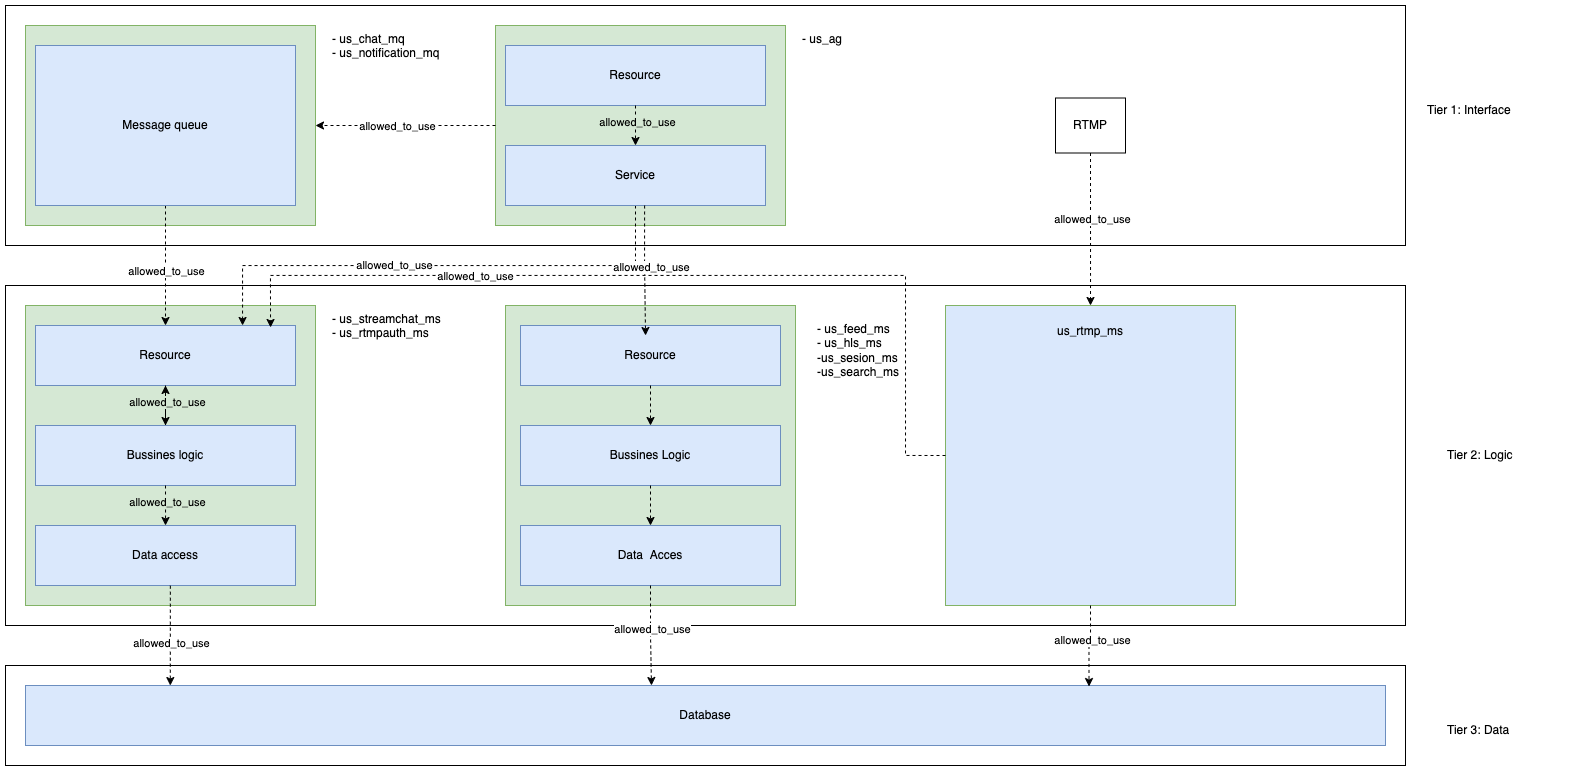 - us_chat_mq
- us_notification_mq
Message queue
allowed_to_use
Resource
allowed_to_use
Service
- us_ag
RTMP
allowed_to_use
Tier 1: Interface
allowed_to_use
allowed_to_use
allowed_to_use
allowed_to_use
Resource
allowed_to_use
Bussines logic
allowed_to_use
Data access
- us_streamchat_ms
- us_rtmpauth_ms
Resource
Bussines Logic
Data  Acces
- us_feed_ms
- us_hls_ms
-us_sesion_ms
-us_search_ms
us_rtmp_ms
Tier 2: Logic
allowed_to_use
allowed_to_use
allowed_to_use
Database
Tier 3: Data